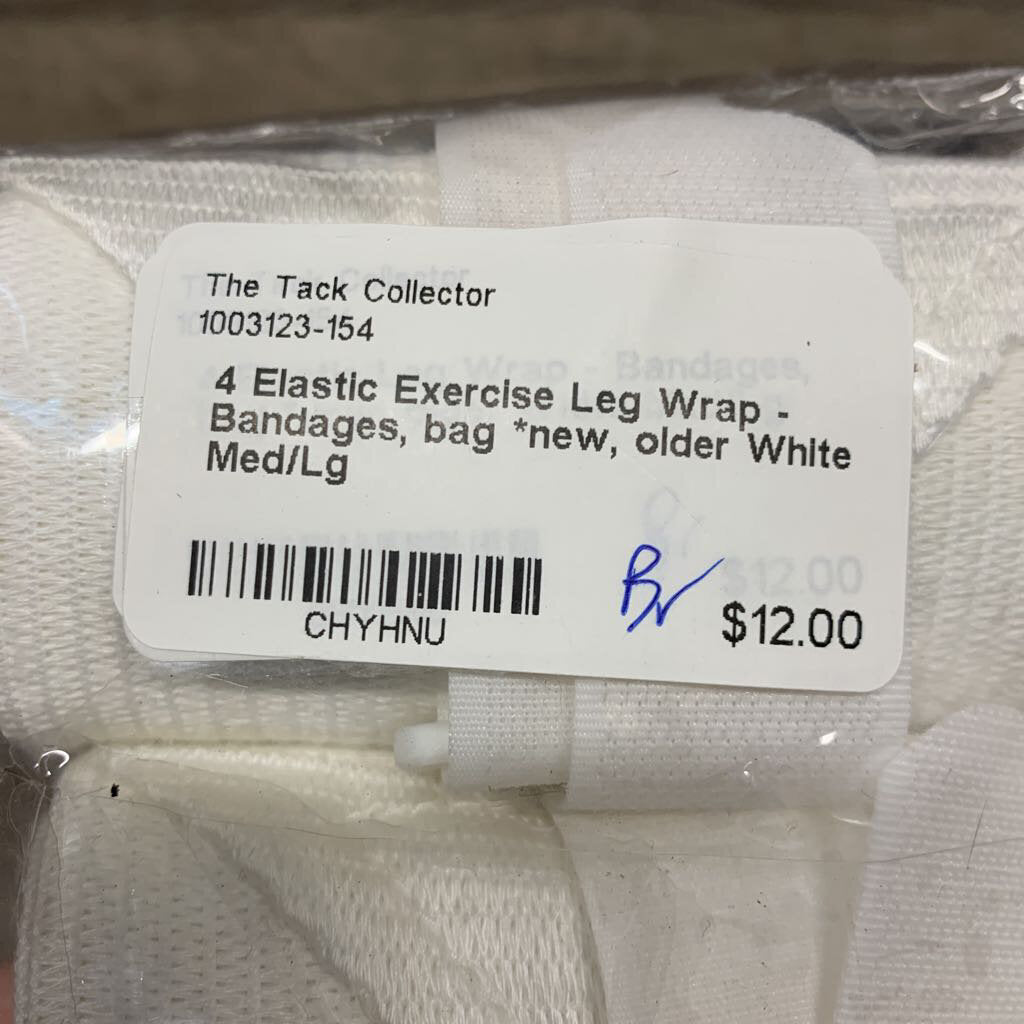 The Tack Collector
1003123-154
4 Elastic Exercise Leg Wrap -
Bandages, bag *new, older White
Med/Lg
CHYHNU
$12.00